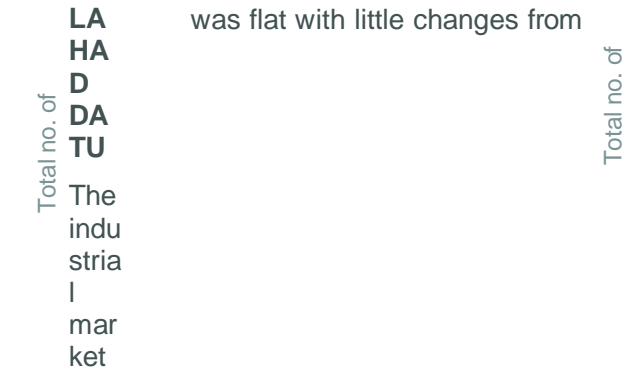 Total no. of
LA
HA
D
DA
TU
The
indu
stria
l
mar
ket
was flat with little changes from
Total no. of